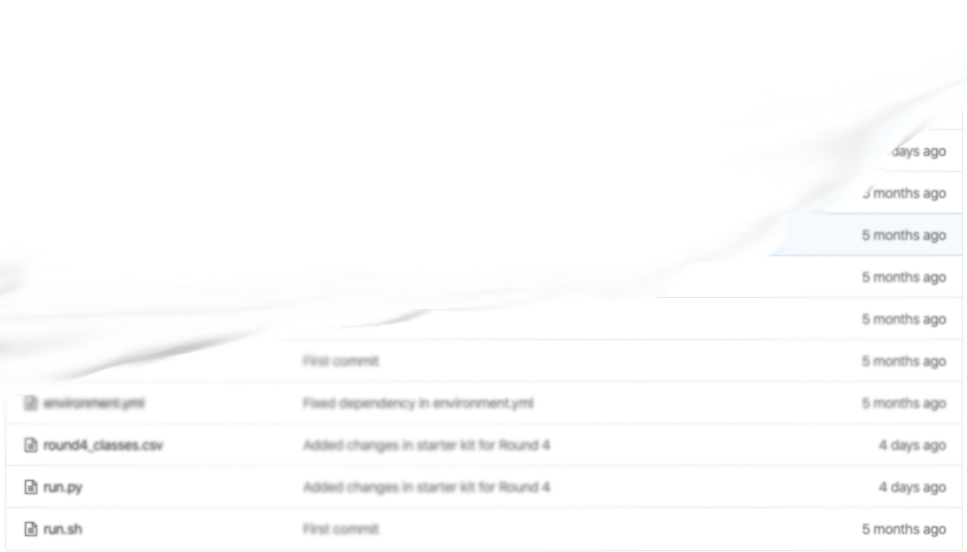 days ago
months ago
5 months ago
5 months ago
5 months ago
First commit 5 months ago
environment.yml Fixed dependency in environment.yml 5 months ago
round4_classes.csv Added changes in starter kit for Round 4 4 days ago
run.py Added changes in starter kit for Round 4 4 days ago
run.sh First commit 5 months ago